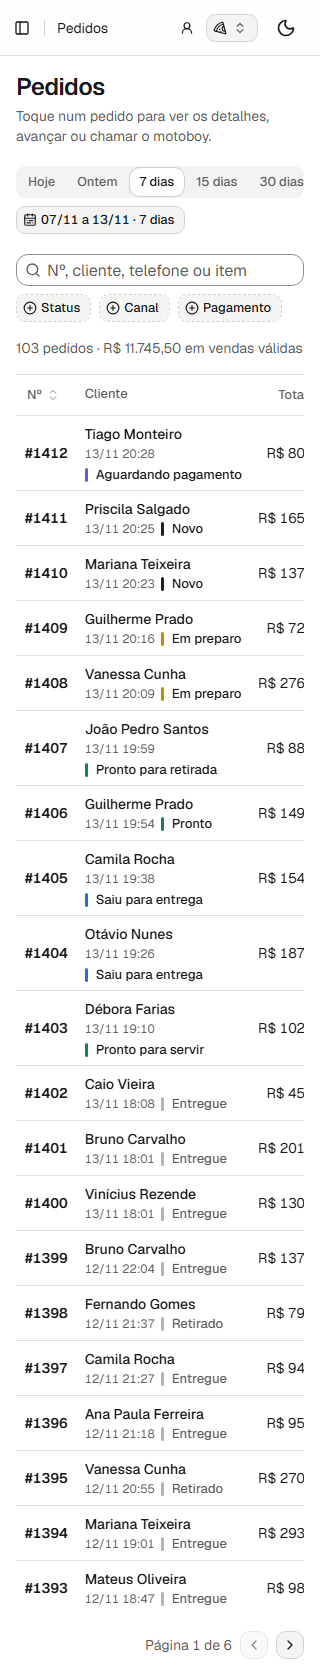 Pedidos
Pedidos
Toque num pedido para ver os detalhes,
avançar ou chamar o motoboy.
Hoje Ontem 7 dias 15 dias 30 dias
07/11 a 13/11 · 7 dias
Nº, cliente, telefone ou item
Status Canal Pagamento
103 pedidos · R$ 11.745,50 em vendas válidas
Nº Cliente Tota
Tiago Monteiro
#1412 13/11 20:28 R$ 80
Aguardando pagamento
Priscila Salgado
#1411 13/11 20:25 Novo R$ 165
Mariana Teixeira
#1410 13/11 20:23 Novo R$ 137
Guilherme Prado
#1409 13/11 20:16 Em preparo R$ 72
Vanessa Cunha
#1408 13/11 20:09 Em preparo R$ 276
João Pedro Santos
#1407 13/11 19:59 R$ 88
Pronto para retirada
Guilherme Prado
#1406 13/11 19:54 Pronto R$ 149
Camila Rocha
#1405 13/11 19:38 R$ 154
Saiu para entrega
Otávio Nunes
#1404 13/11 19:26 R$ 187
Saiu para entrega
Débora Farias
#1403 13/11 19:10 R$ 102
Pronto para servir
Caio Vieira
#1402 13/11 18:08 Entregue R$ 45
Bruno Carvalho
#1401 13/11 18:01 Entregue R$ 201
Vinícius Rezende
#1400 13/11 18:01 Entregue R$ 130
Bruno Carvalho
#1399 12/11 22:04 Entregue R$ 137
Fernando Gomes
#1398 12/11 21:37 Retirado R$ 79
Camila Rocha
#1397 12/11 21:27 Entregue R$ 94
Ana Paula Ferreira
#1396 12/11 21:18 Entregue R$ 95
Vanessa Cunha
#1395 12/11 20:55 Retirado R$ 270
Mariana Teixeira
#1394 12/11 19:01 Entregue R$ 293
Mateus Oliveira
#1393 12/11 18:47 Entregue R$ 98
Página 1 de 6